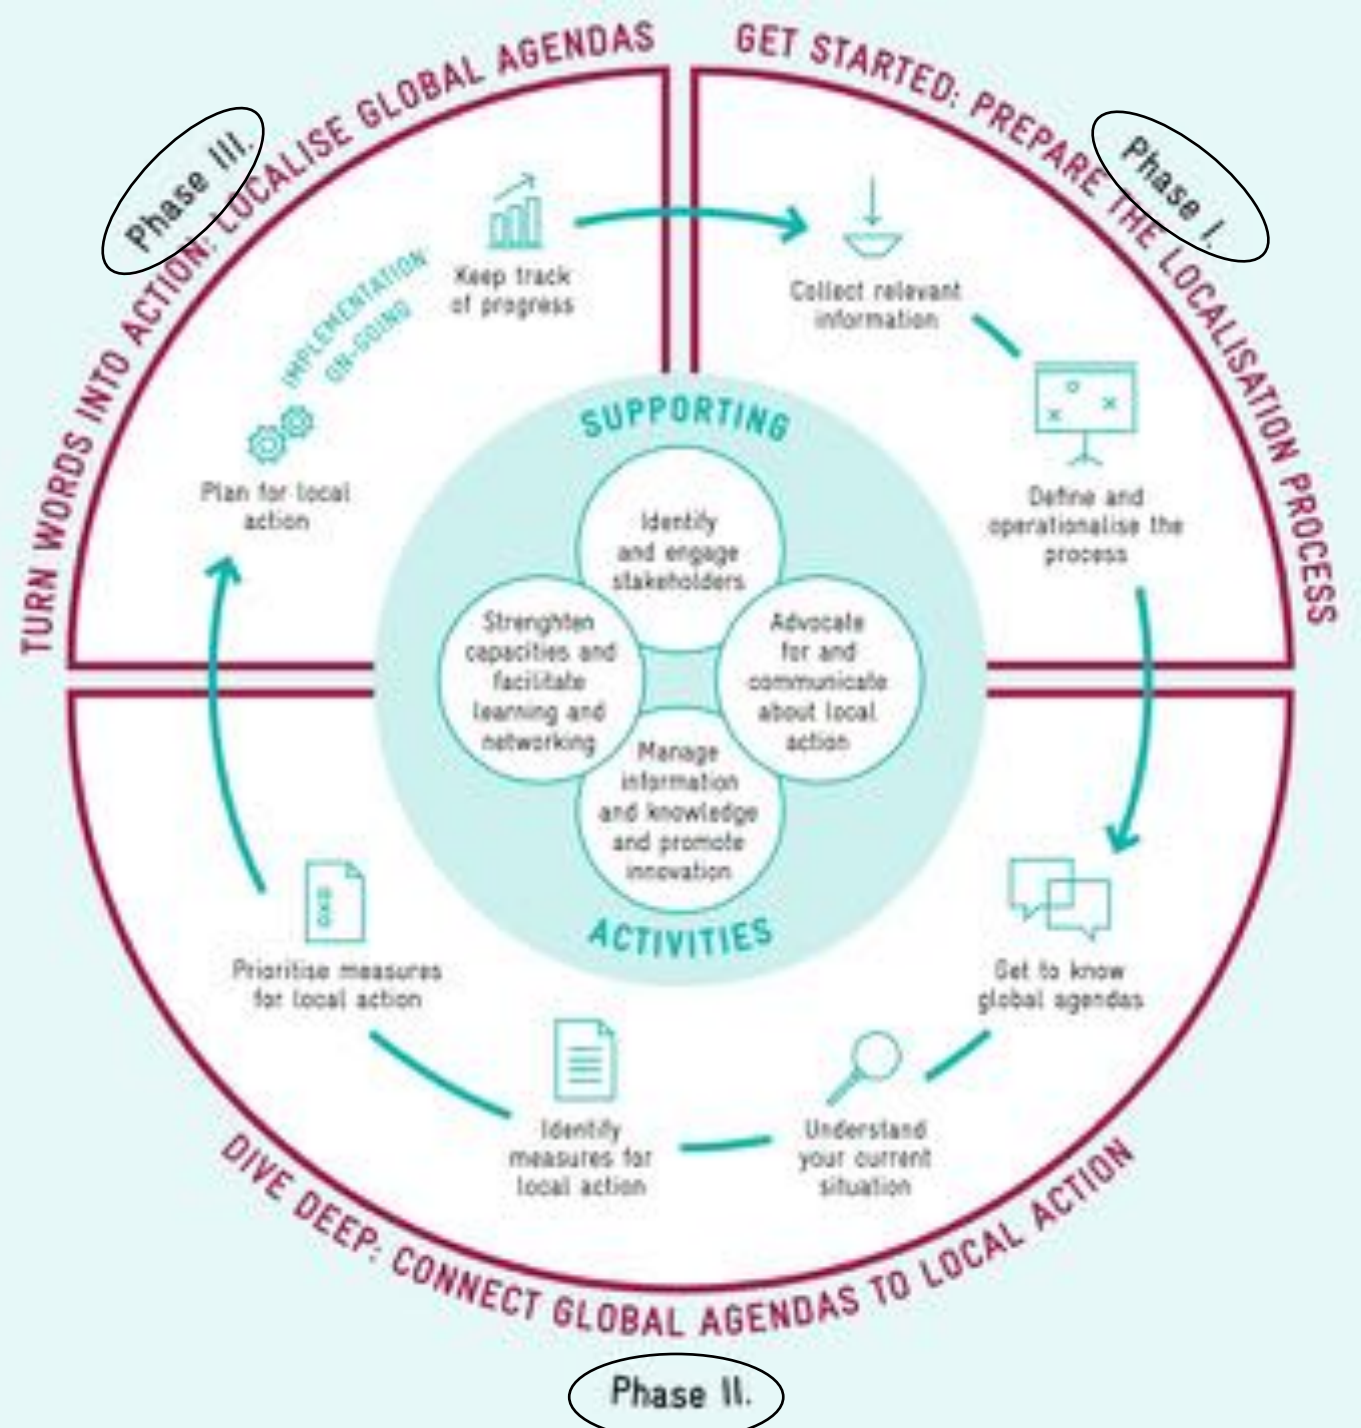 TURN WORDS INTO ACTION: LOCALISE GLOBAL AGENDAS
Phase III.
GET STARTED: PREPARE THE LOCALISATION PROCESS
Phase I.
Collect relevant
information
Define and
operationalise the
process
Get to know
global agendas
Understand
your current
situation
Identify
measures for
local action
Prioritise measures
for local action
Plan for local
action
IMPLEMENTATION
ON-GOING
Keep track
of progress
SUPPORTING
Identify
and engage
stakeholders
Strenghten
capacities and
facilitate
learning and
networking
Advocate
for and
communicate
about local
action
Manage
information
and knowledge
and promote
innovation
ACTIVITIES
DIVE DEEP: CONNECT GLOBAL AGENDAS TO LOCAL ACTION
Phase II.